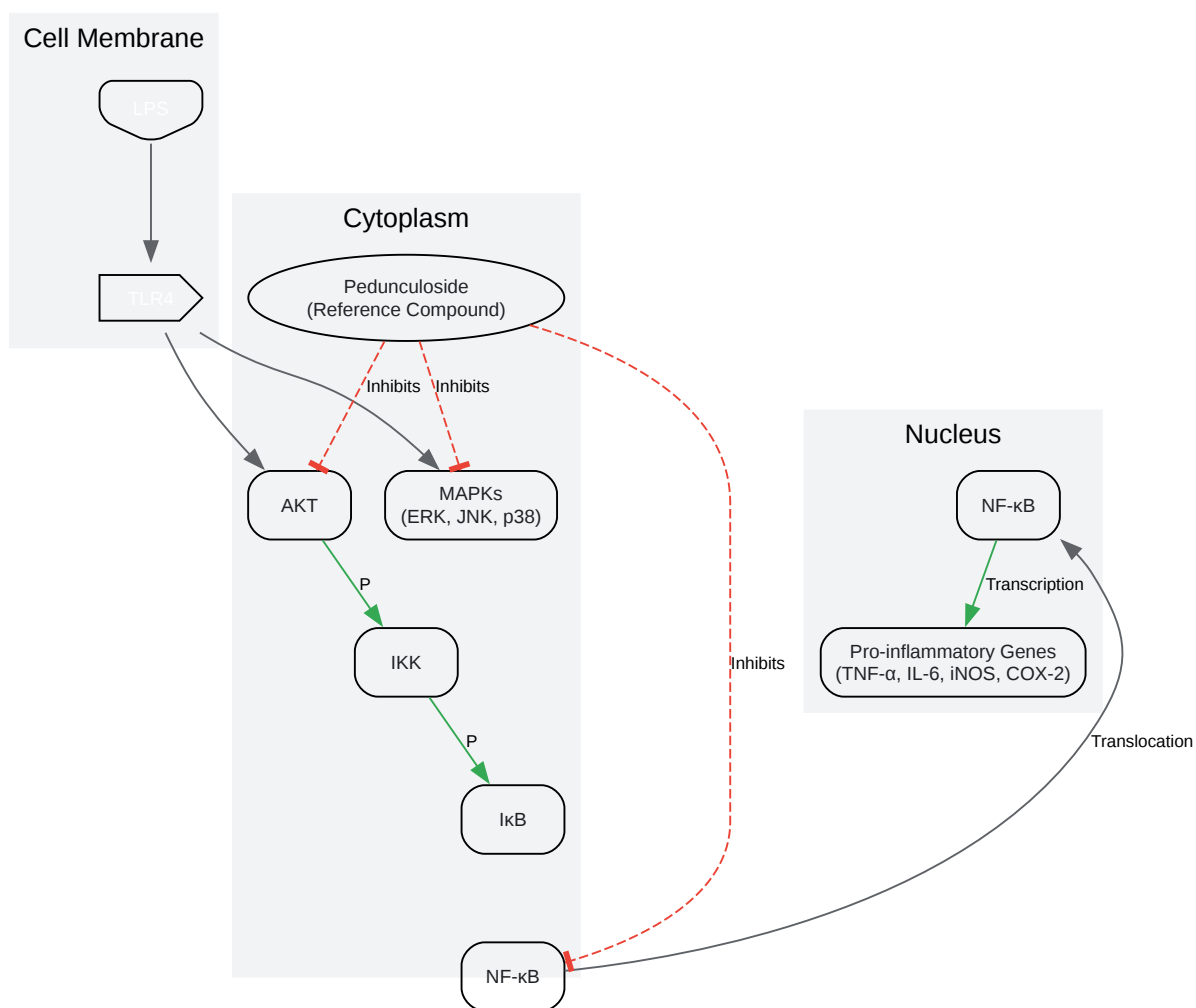 Cell Membrane
LPS
TLR4
Cytoplasm
Pedunculoside
(Reference Compound)
Inhibits
Inhibits
AKT
MAPKs
(ERK, JNK, p38)
P
IKK
P
IκB
NF-κB
Inhibits
Nucleus
NF-κB
Transcription
Pro-inflammatory Genes
(TNF-α, IL-6, iNOS, COX-2)
Translocation